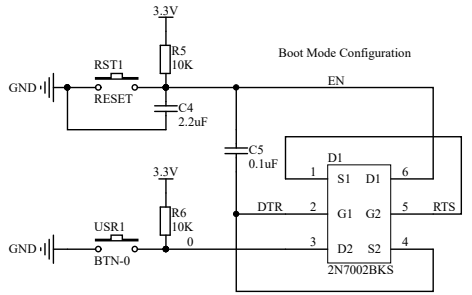 3.3V
R5
10K
Boot Mode Configuration
RST1
GND
RESET
EN
C4
2.2uF
C5
0.1uF
D1
1 S1 D1 6
3.3V
DTR 2 G1 G2 5 RTS
R6
10K
USR1
0
3 D2 S2 4
GND
BTN-0
2N7002BKS